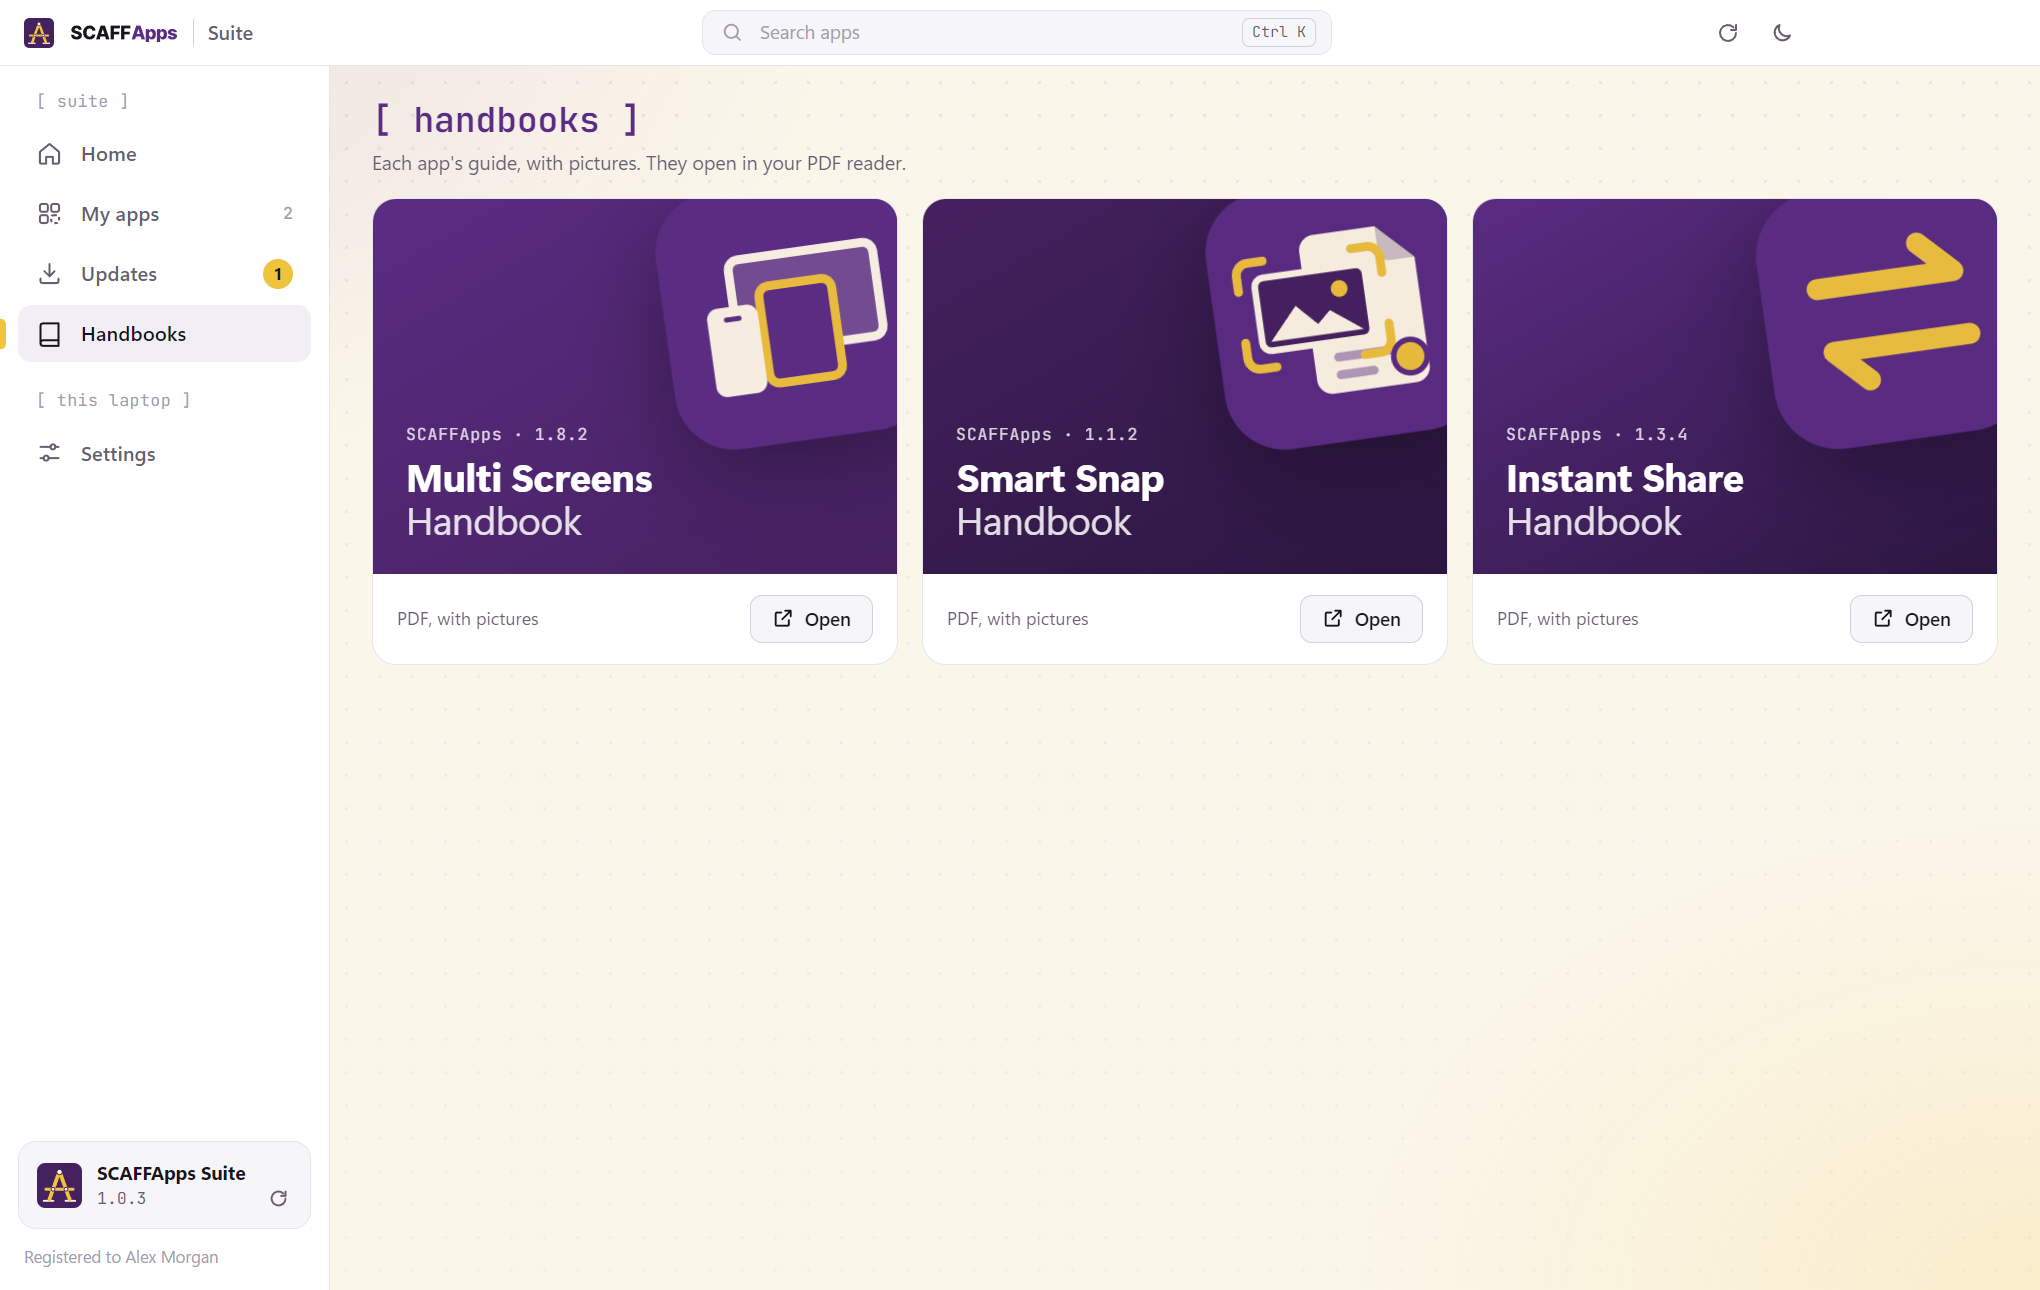 SCAFFApps Suite
Search apps
Ctrl K
[ suite ]
Home
My apps 2
Updates 1
Handbooks
[ this laptop ]
Settings
SCAFFApps Suite
1.0.3
Registered to Alex Morgan
[ handbooks ]
Each app's guide, with pictures. They open in your PDF reader.
SCAFFApps · 1.8.2
Multi Screens
Handbook
PDF, with pictures
Open
SCAFFApps · 1.1.2
Smart Snap
Handbook
PDF, with pictures
Open
SCAFFApps · 1.3.4
Instant Share
Handbook
PDF, with pictures
Open